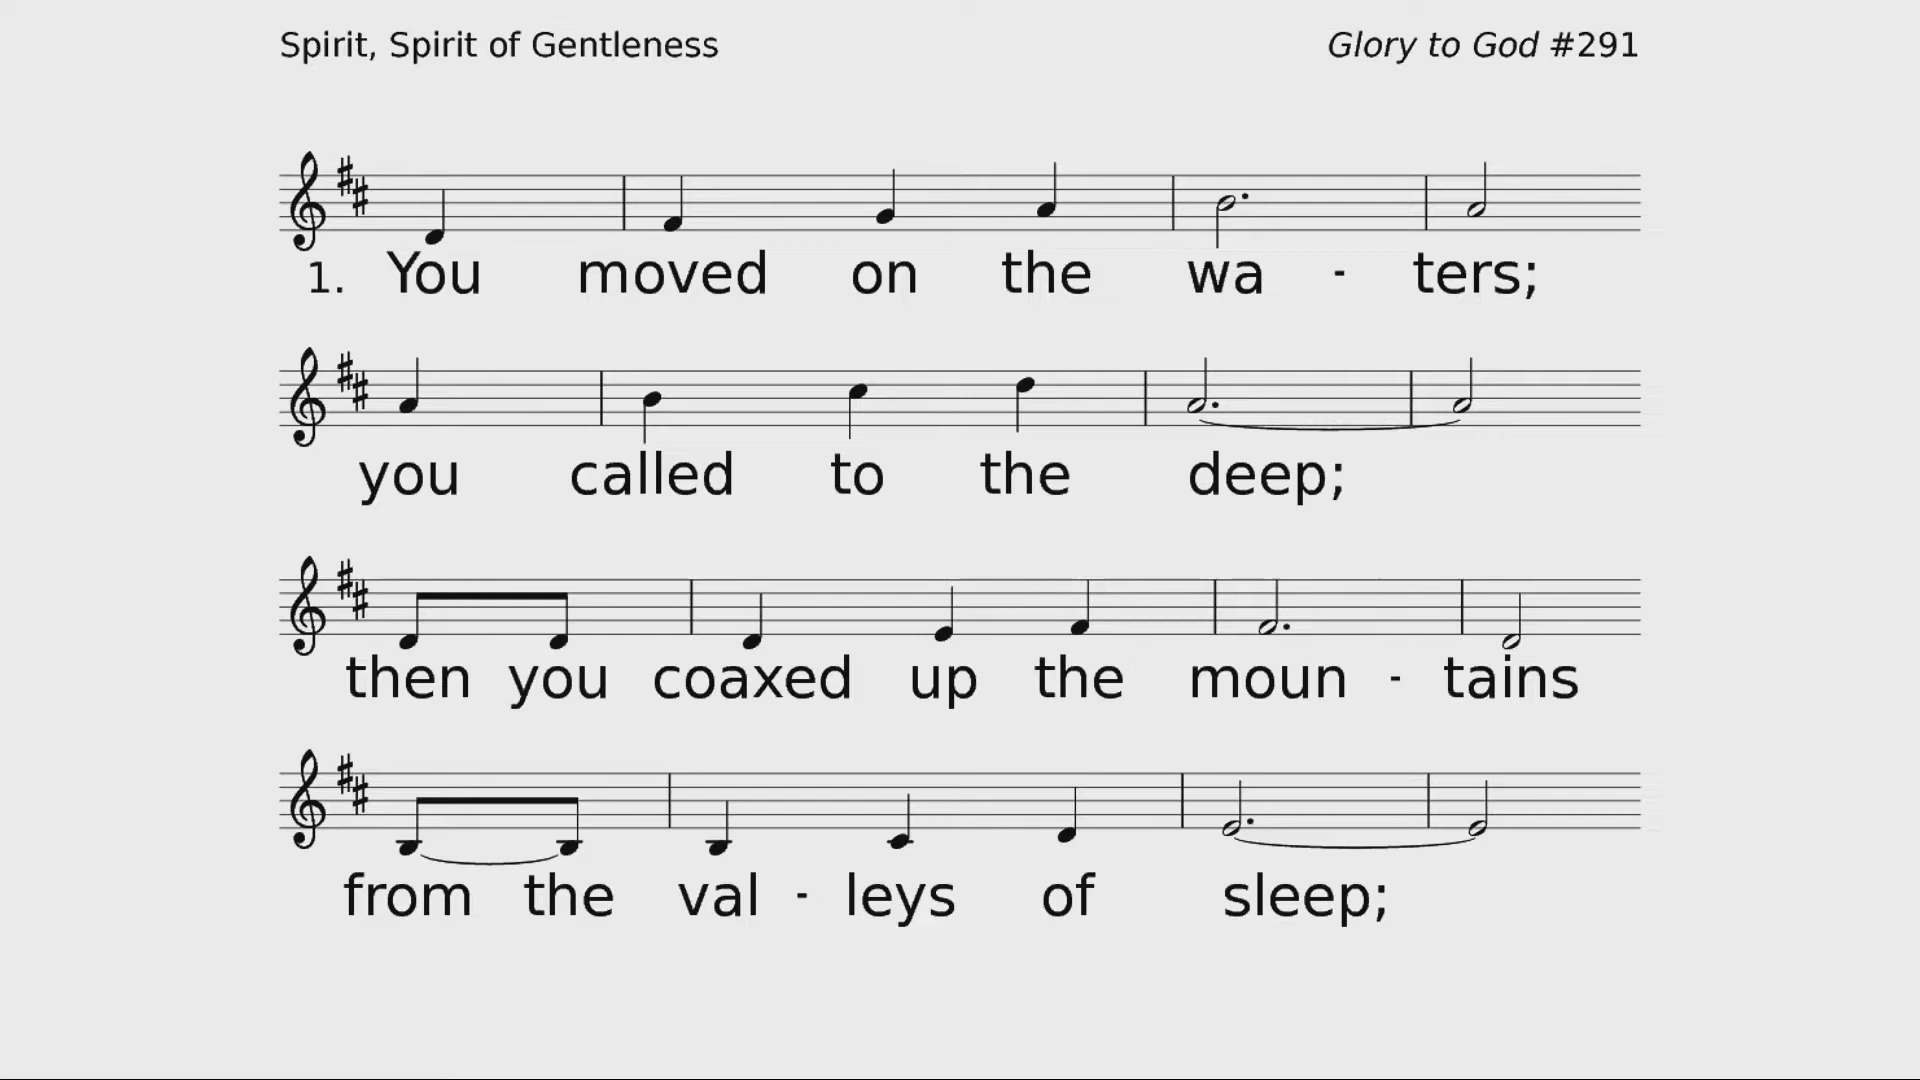 Spirit, Spirit of Gentleness
Glory to God #291
1. You moved on the wa - ters;
you called to the deep;
then you coaxed up the moun - tains
from the val - leys of sleep;